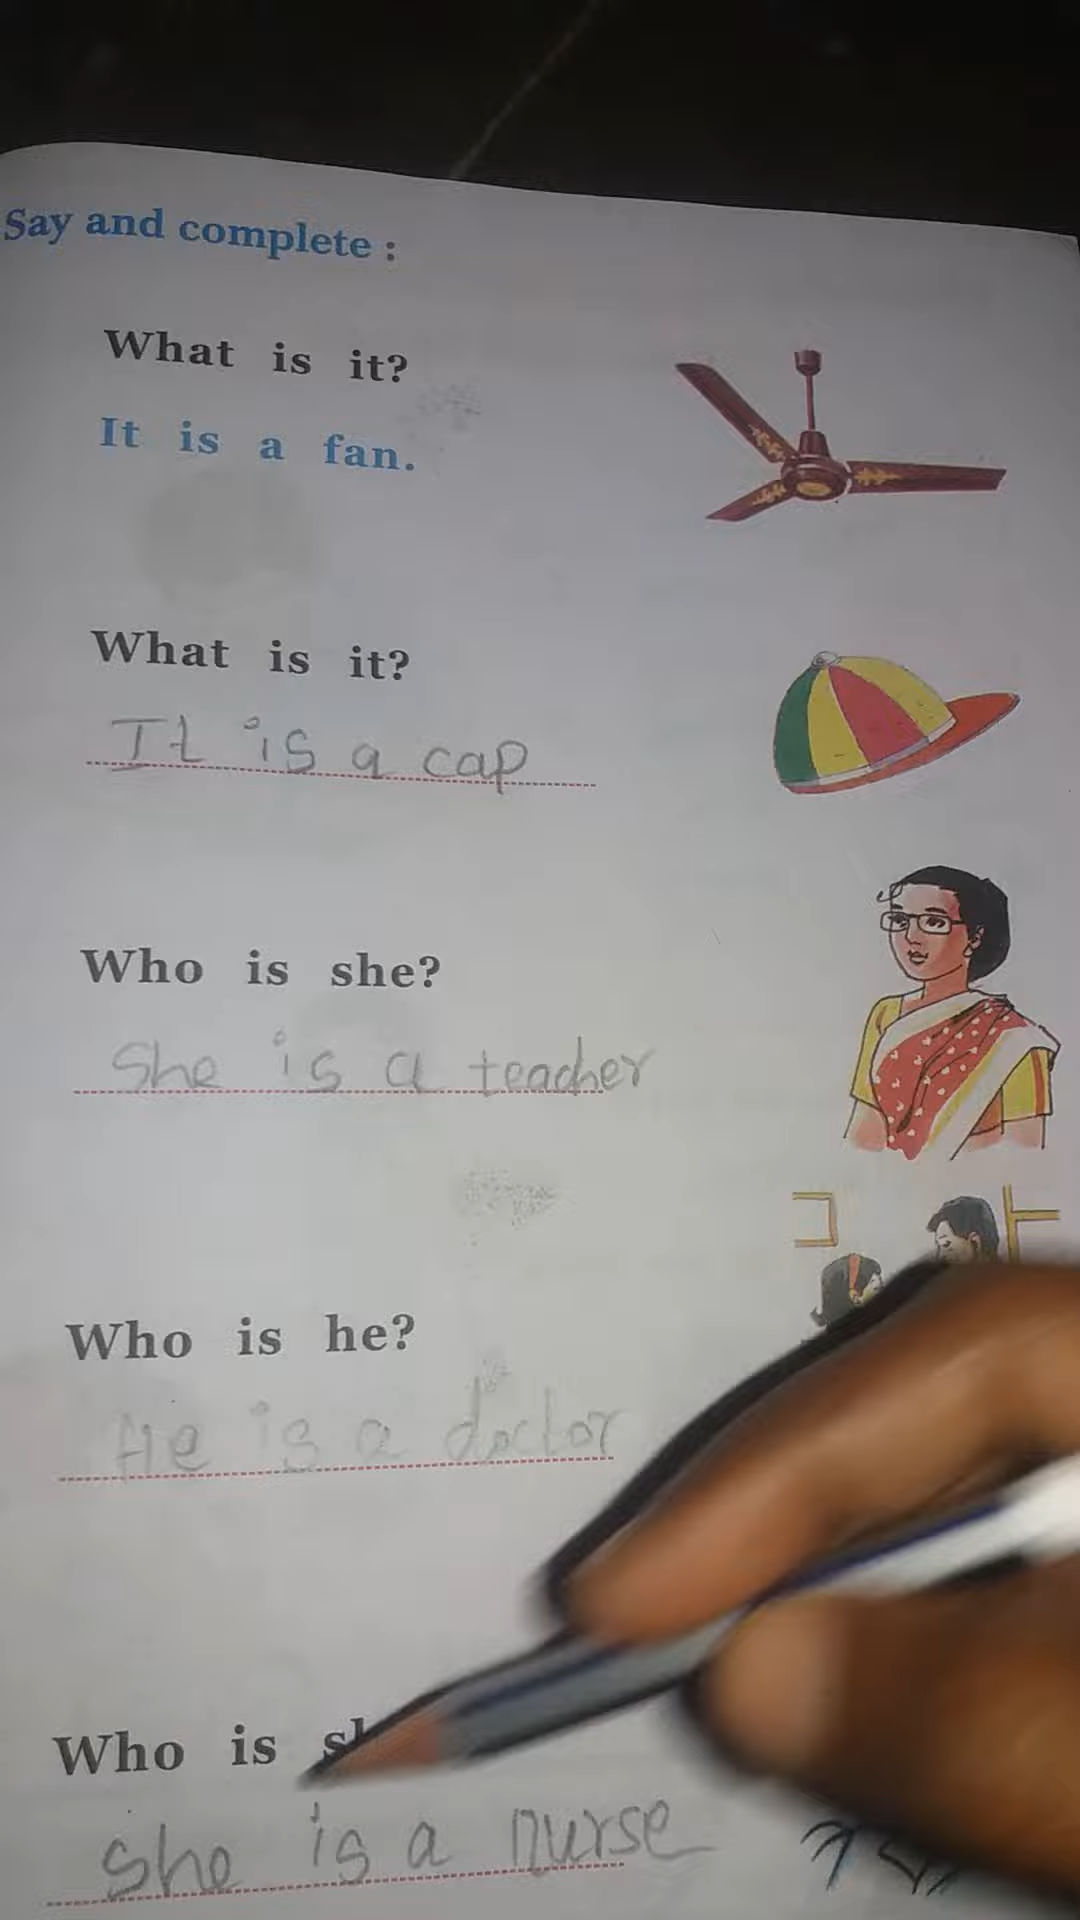 Say and complete :
What is it?
It is a fan.
What is it?
It is a cap
Who is she?
She is a teacher
Who is he?
He is a doctor
Who is
She is a nurse